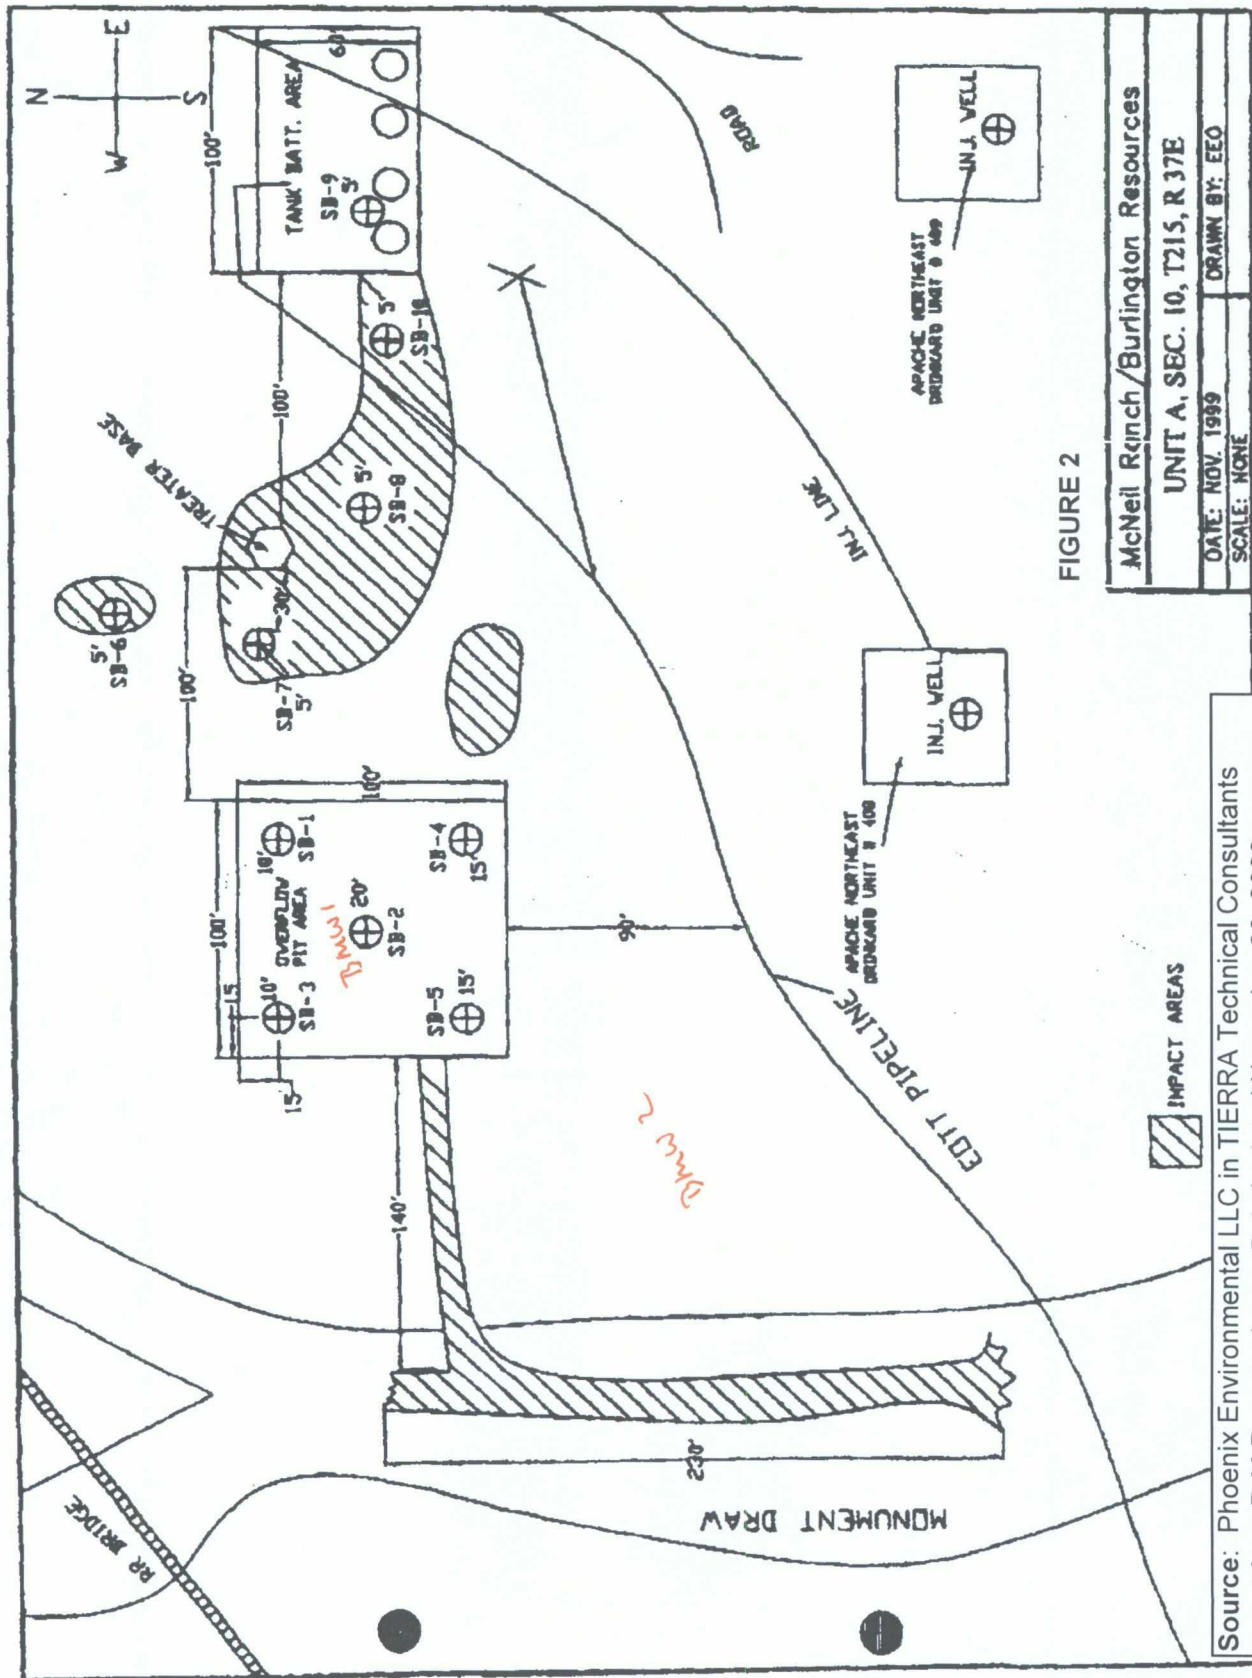 N
W
E
S
100'
60'
TANK BATT. AREA
SB-9
5'
100'
TREATER BASE
5'
SB-10
5'
SB-8
30'
SB-7
5'
5'
SB-6
100'
100'
100'
15
15'
10'
SB-1
OVERFLOW
PIT AREA
10'
SB-3
20'
SB-2
BMW1
SB-4
15'
SB-5
15'
90'
140'
230'
BMW 2
ROAD
INJ. LINE
INJ. WELL
APACHE NORTHEAST
DRINKARD UNIT # 409
INJ. WELL
APACHE NORTHEAST
DRINKARD UNIT # 408
EOTT PIPELINE
RR BRIDGE
MONUMENT DRAW
IMPACT AREAS
FIGURE 2
McNeil Ranch/Burlington Resources
UNIT A, SEC. 10, T21S, R 37E
DATE: NOV. 1999
DRAWN BY: EEO
SCALE: NONE
Source: Phoenix Environmental LLC in TIERRA Technical Consultants